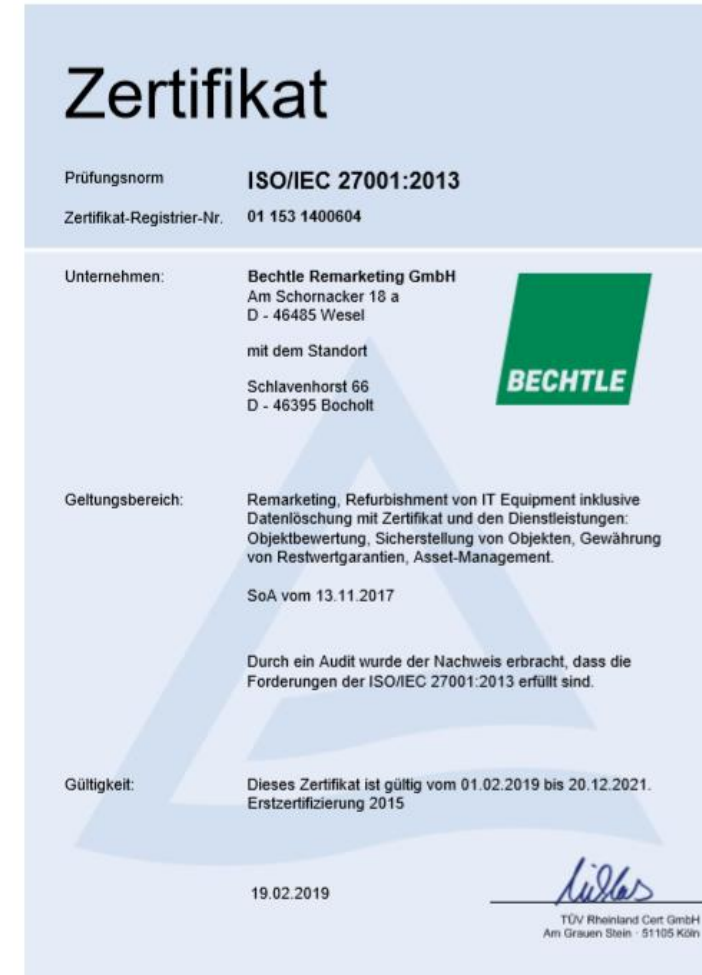 Zertifikat
Prüfungsnorm ISO/IEC 27001:2013
Zertifikat-Registrier-Nr. 01 153 1400604
Unternehmen: Bechtle Remarketing GmbH
Am Schornacker 18 a
D - 46485 Wesel
mit dem Standort
Schlavenhorst 66
D - 46395 Bocholt
BECHTLE
Geltungsbereich: Remarketing, Refurbishment von IT Equipment inklusive
Datenlöschung mit Zertifikat und den Dienstleistungen:
Objektbewertung, Sicherstellung von Objekten, Gewährung
von Restwertgarantien, Asset-Management.
SoA vom 13.11.2017
Durch ein Audit wurde der Nachweis erbracht, dass die
Forderungen der ISO/IEC 27001:2013 erfüllt sind.
Gültigkeit: Dieses Zertifikat ist gültig vom 01.02.2019 bis 20.12.2021.
Erstzertifizierung 2015
19.02.2019
TÜV Rheinland Cert GmbH
Am Grauen Stein · 51105 Köln